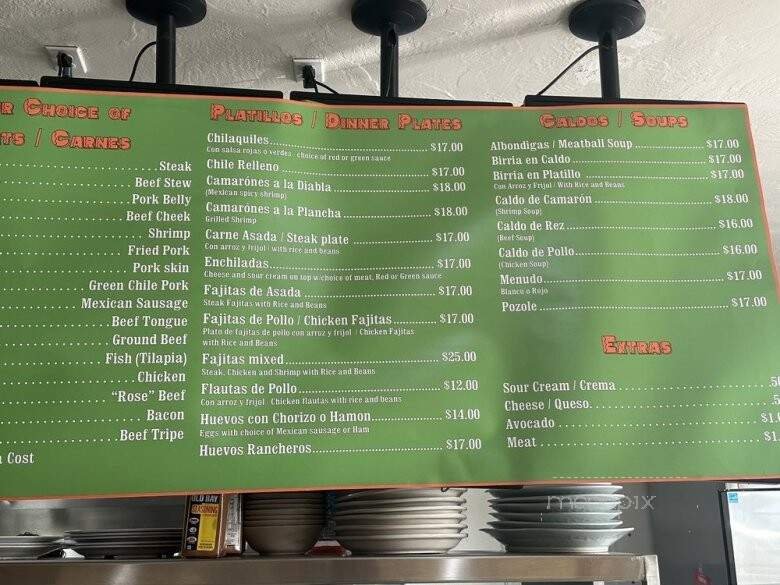 R CHOICE OF
TS / CARNES
Steak
Beef Stew
Pork Belly
Beef Cheek
Shrimp
Fried Pork
Pork skin
Green Chile Pork
Mexican Sausage
Beef Tongue
Ground Beef
Fish (Tilapia)
Chicken
"Rose" Beef
Bacon
Beef Tripe
Cost
PLATILLOS / DINNER PLATES
Chilaquiles $17.00
Con salsa rojas o verdes choice of red or green sauce
Chile Relleno $17.00
Camarónes a la Diabla $18.00
(Mexican spicy shrimp)
Camarónes a la Plancha $18.00
Grilled Shrimp
Carne Asada / Steak plate $17.00
Con arroz y frijol / with rice and beans
Enchiladas $17.00
Cheese and sour cream on top w/choice of meat, Red or Green sauce
Fajitas de Asada $17.00
Steak Fajitas with Rice and Beans
Fajitas de Pollo / Chicken Fajitas $17.00
Plato de fajitas de pollo con arroz y frijol / Chicken Fajitas
with Rice and Beans
Fajitas mixed $25.00
Steak, Chicken and Shrimp with Rice and Beans
Flautas de Pollo $12.00
Con arroz y frijol Chicken flautas with rice and beans
Huevos con Chorizo o Hamon $14.00
Eggs with choice of Mexican sausage or Ham
Huevos Rancheros $17.00
CALDOS / SOUPS
Albondigas / Meatball Soup $17.00
Birria en Caldo $17.00
Birria en Platillo $17.00
Con Arroz y Frijol / With Rice and Beans
Caldo de Camarón $18.00
(Shrimp Soup)
Caldo de Rez $16.00
(Beef Soup)
Caldo de Pollo $16.00
(Chicken Soup)
Menudo $17.00
Blanco o Rojo
Pozole $17.00
EXTRAS
Sour Cream / Crema .50
Cheese / Queso .5
Avocado $1.0
Meat $1.
OLD BAY
SEASONING